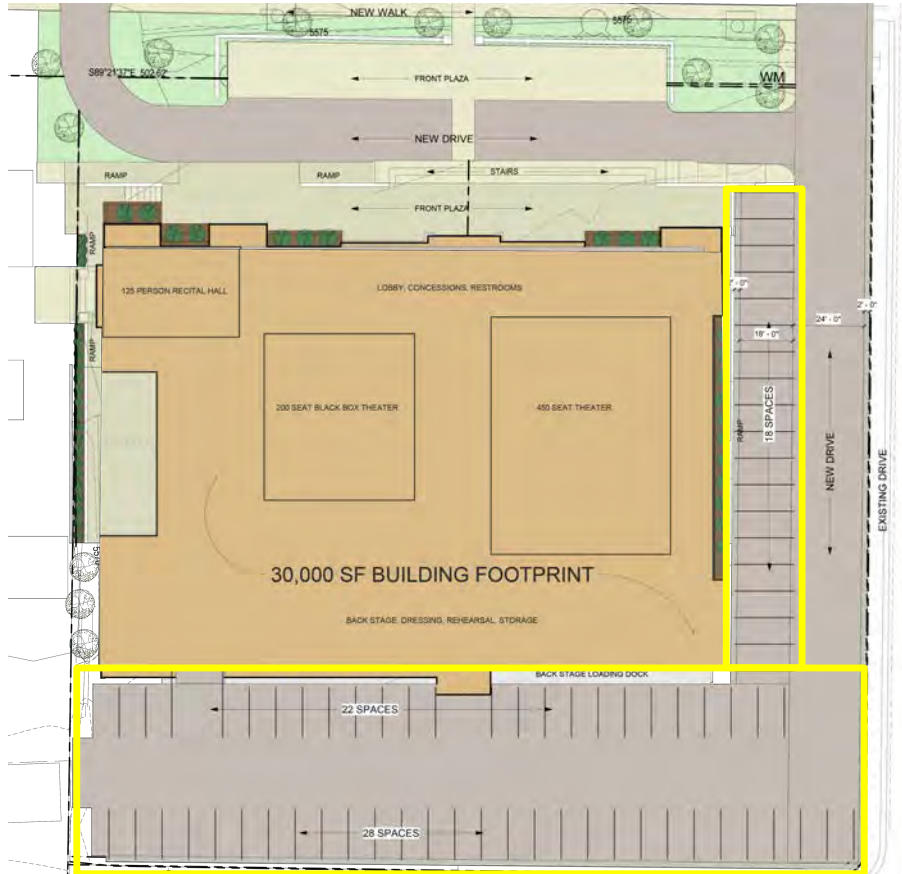 NEW WALK
5575
5575
S89°21'37"E 502.62'
FRONT PLAZA
WM
NEW DRIVE
RAMP
RAMP
STAIRS
FRONT PLAZA
RAMP
125 PERSON RECITAL HALL
LOBBY, CONCESSIONS, RESTROOMS
2'-0"
24' - 0"
18' - 0"
RAMP
200 SEAT BLACK BOX THEATER
450 SEAT THEATER
RAMP
18 SPACES
NEW DRIVE
EXISTING DRIVE
30,000 SF BUILDING FOOTPRINT
BACK STAGE, DRESSING, REHEARSAL, STORAGE
BACK STAGE LOADING DOCK
22 SPACES
28 SPACES